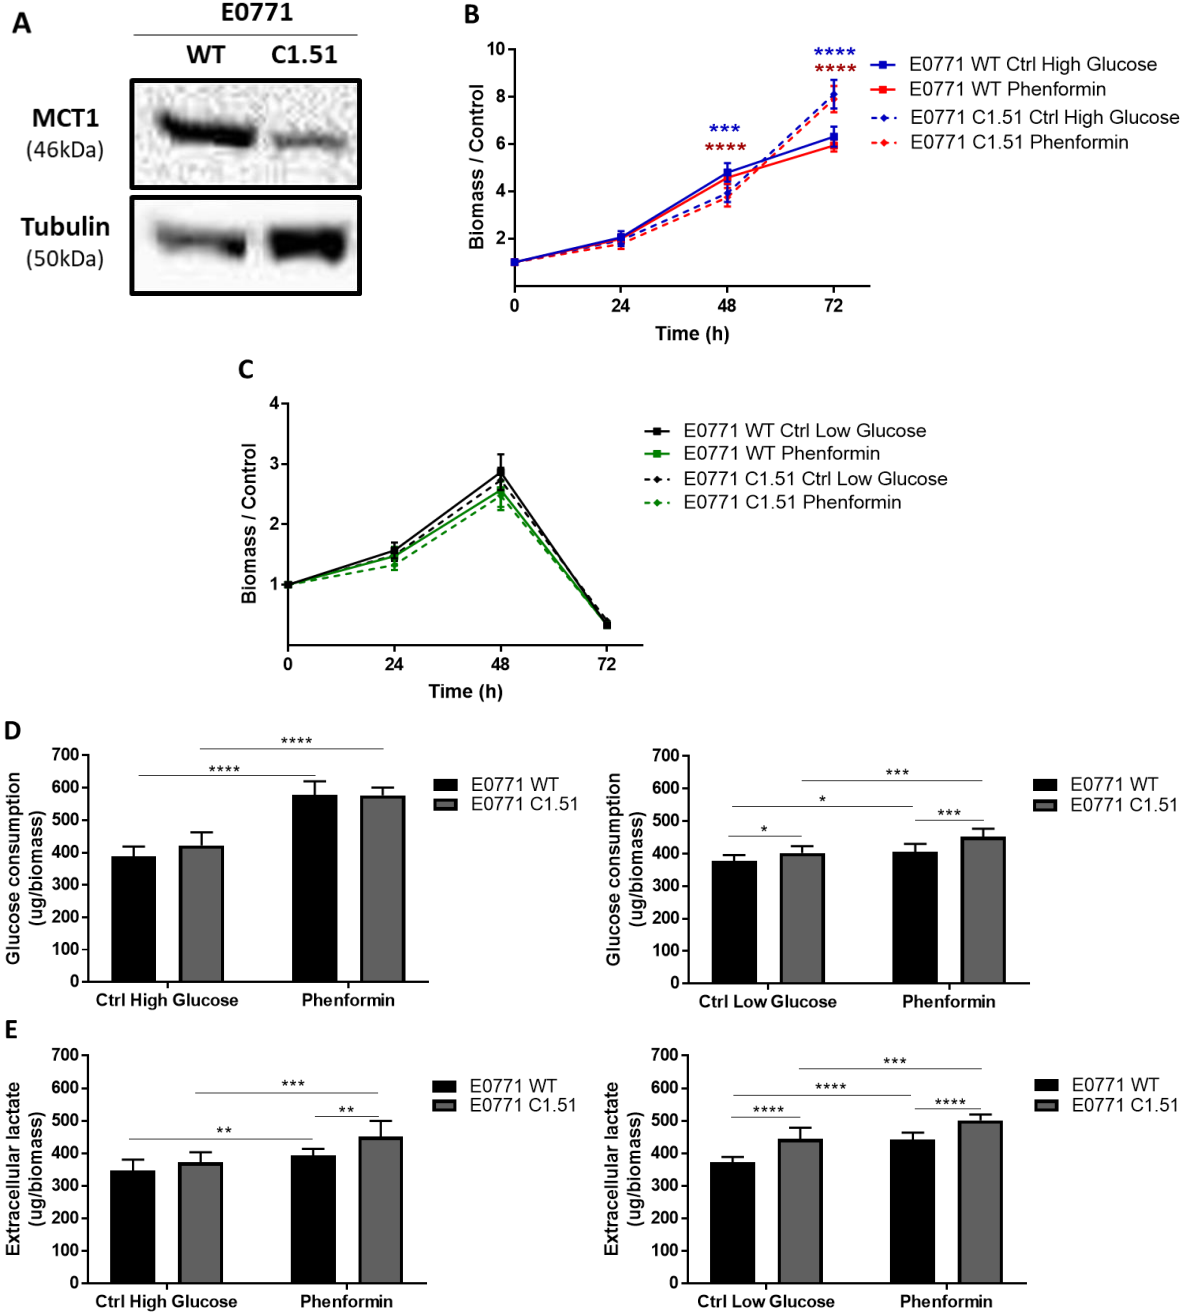 A
E0771
WT C1.51
MCT1
(46kDa)
Tubulin
(50kDa)
B
10
8
6
4
2
Biomass / Control
0 24 48 72
Time (h)
***
****
****
****
E0771 WT Ctrl High Glucose
E0771 WT Phenformin
E0771 C1.51 Ctrl High Glucose
E0771 C1.51 Phenformin
C
4
3
2
1
Biomass / Control
0 24 48 72
Time (h)
E0771 WT Ctrl Low Glucose
E0771 WT Phenformin
E0771 C1.51 Ctrl Low Glucose
E0771 C1.51 Phenformin
D
Glucose consumption
(ug/biomass)
700
600
500
400
300
200
100
0
****
****
Ctrl High Glucose Phenformin
E0771 WT
E0771 C1.51
Glucose consumption
(ug/biomass)
700
600
500
400
300
200
100
0
***
*
***
*
Ctrl Low Glucose Phenformin
E0771 WT
E0771 C1.51
E
Extracellular lactate
(ug/biomass)
700
600
500
400
300
200
100
0
***
**
**
Ctrl High Glucose Phenformin
E0771 WT
E0771 C1.51
Extracellular lactate
(ug/biomass)
700
600
500
400
300
200
100
0
***
****
****
****
Ctrl Low Glucose Phenformin
E0771 WT
E0771 C1.51